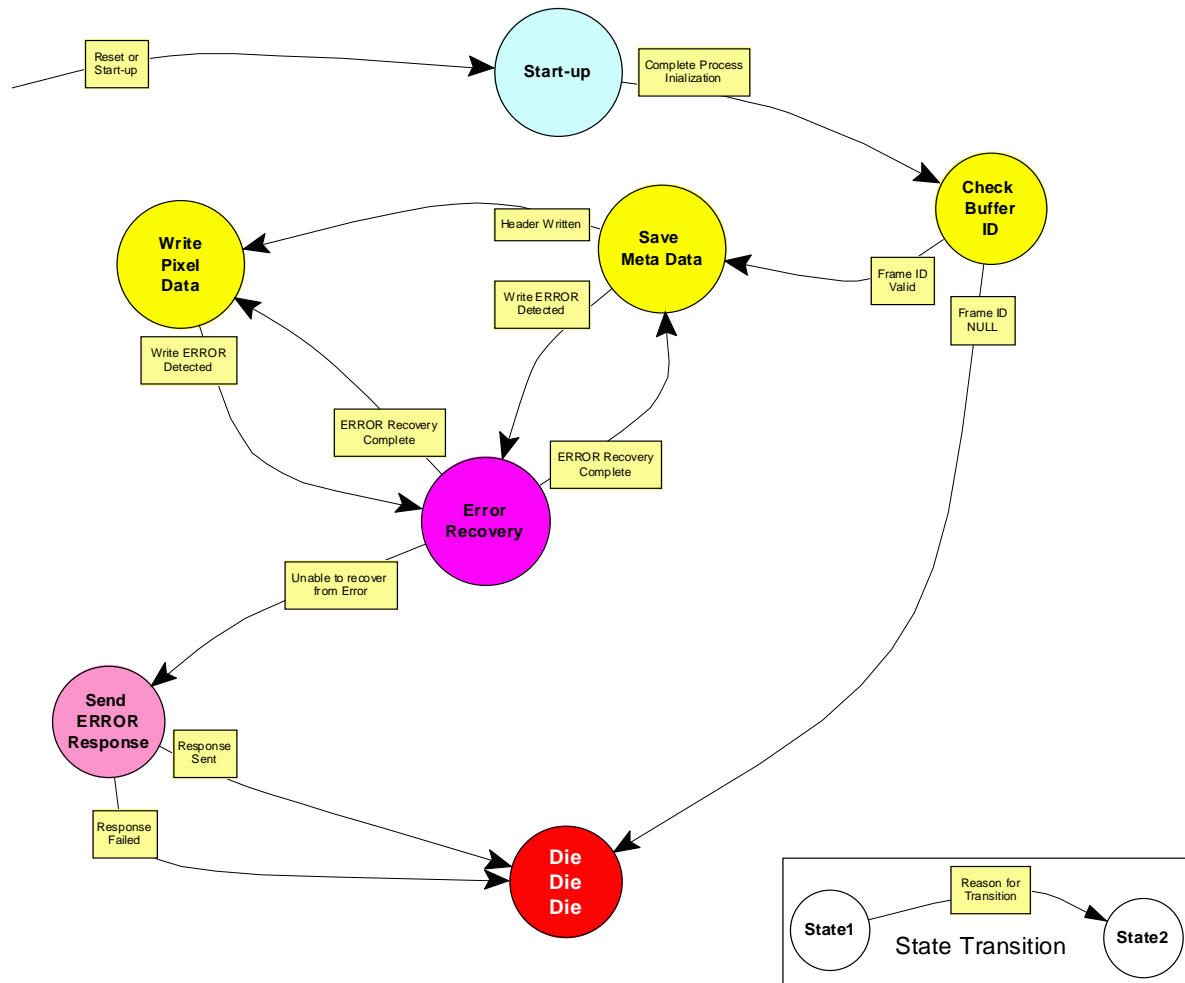 Reset or
Start-up
Start-up
Complete Process
Inialization
Check
Buffer
ID
Write
Pixel
Data
Header Written
Save
Meta Data
Frame ID
Valid
Frame ID
NULL
Write ERROR
Detected
Write ERROR
Detected
ERROR Recovery
Complete
ERROR Recovery
Complete
Error
Recovery
Unable to recover
from Error
Send
ERROR
Response
Response
Sent
Response
Failed
Die
Die
Die
Reason for
Transition
State1
State2
State Transition